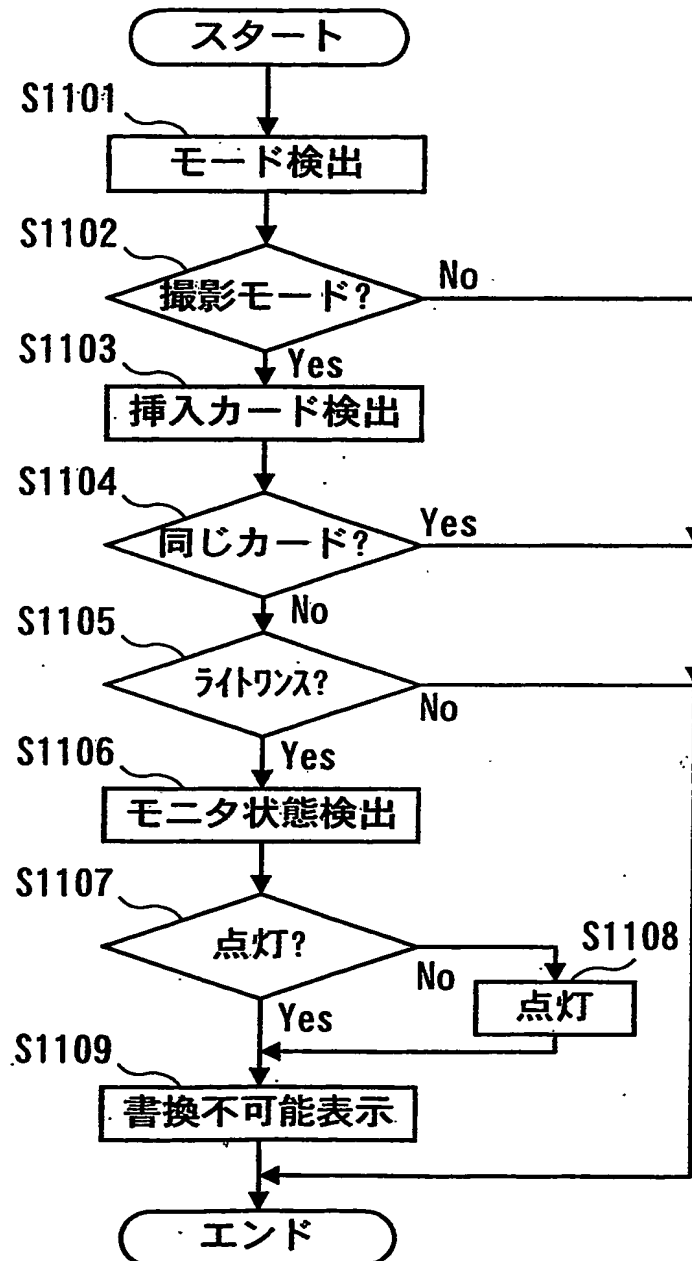 スタート
S1101
モード検出
S1102
撮影モード?
No
Yes
S1103
挿入カード検出
S1104
同じカード?
Yes
No
S1105
ライトワンス?
No
Yes
S1106
モニタ状態検出
S1107
点灯?
No
S1108
点灯
Yes
S1109
書換不可能表示
エンド